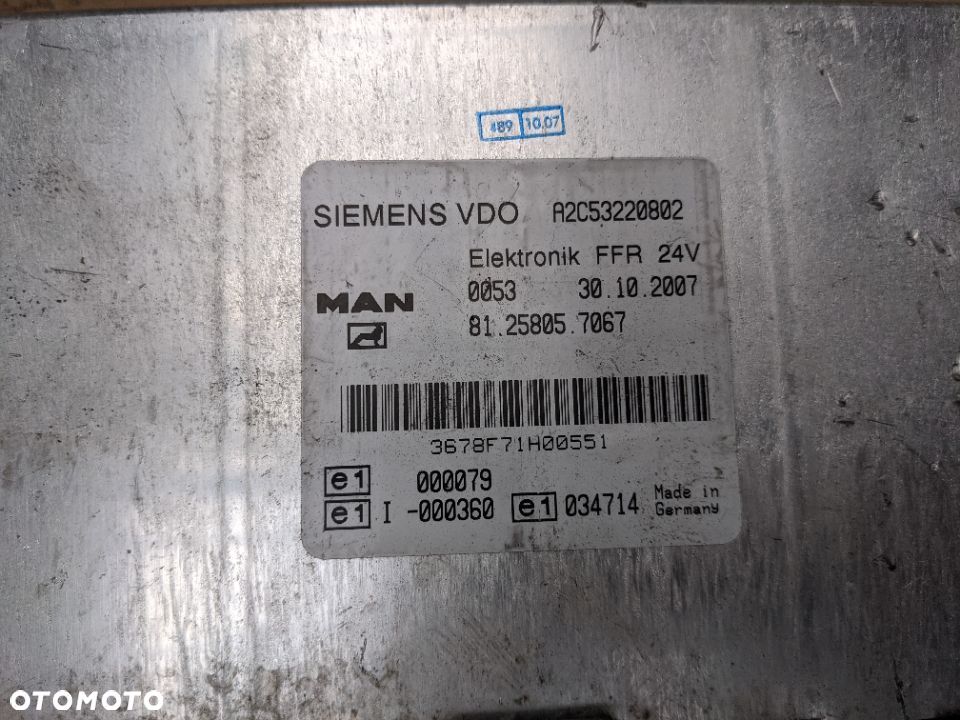 489 10.07
SIEMENS VDO A2C53220802
Elektronik FFR 24V
MAN 0053 30.10.2007
81.25805.7067
3678F71H00551
e1 000079
e1 I -000360 e1 034714 Made in
Germany
OTOMOTO